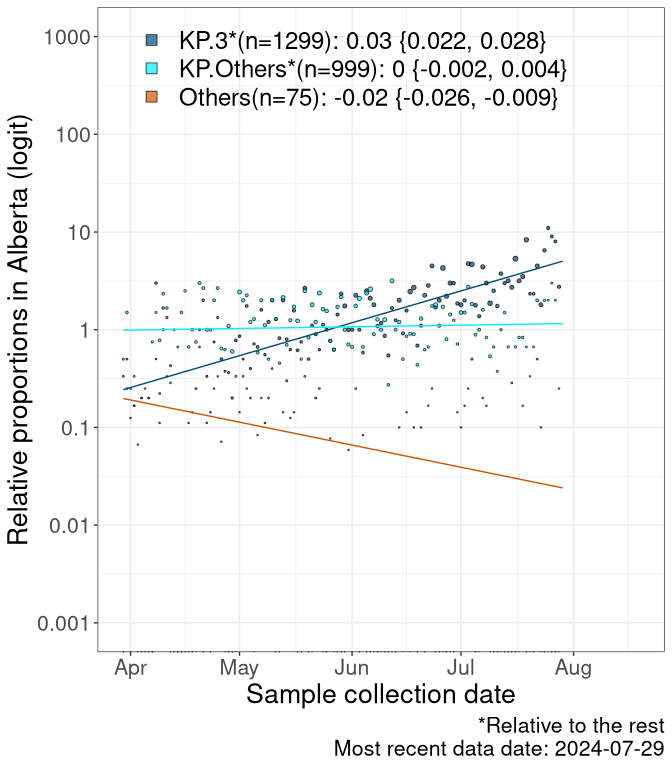 KP.3*(n=1299): 0.03 {0.022, 0.028}
KP.Others*(n=999): 0 {-0.002, 0.004}
Others(n=75): -0.02 {-0.026, -0.009}
Relative proportions in Alberta (logit)
1000
100
10
1
0.1
0.01
0.001
Apr May Jun Jul Aug
Sample collection date
*Relative to the rest
Most recent data date: 2024-07-29